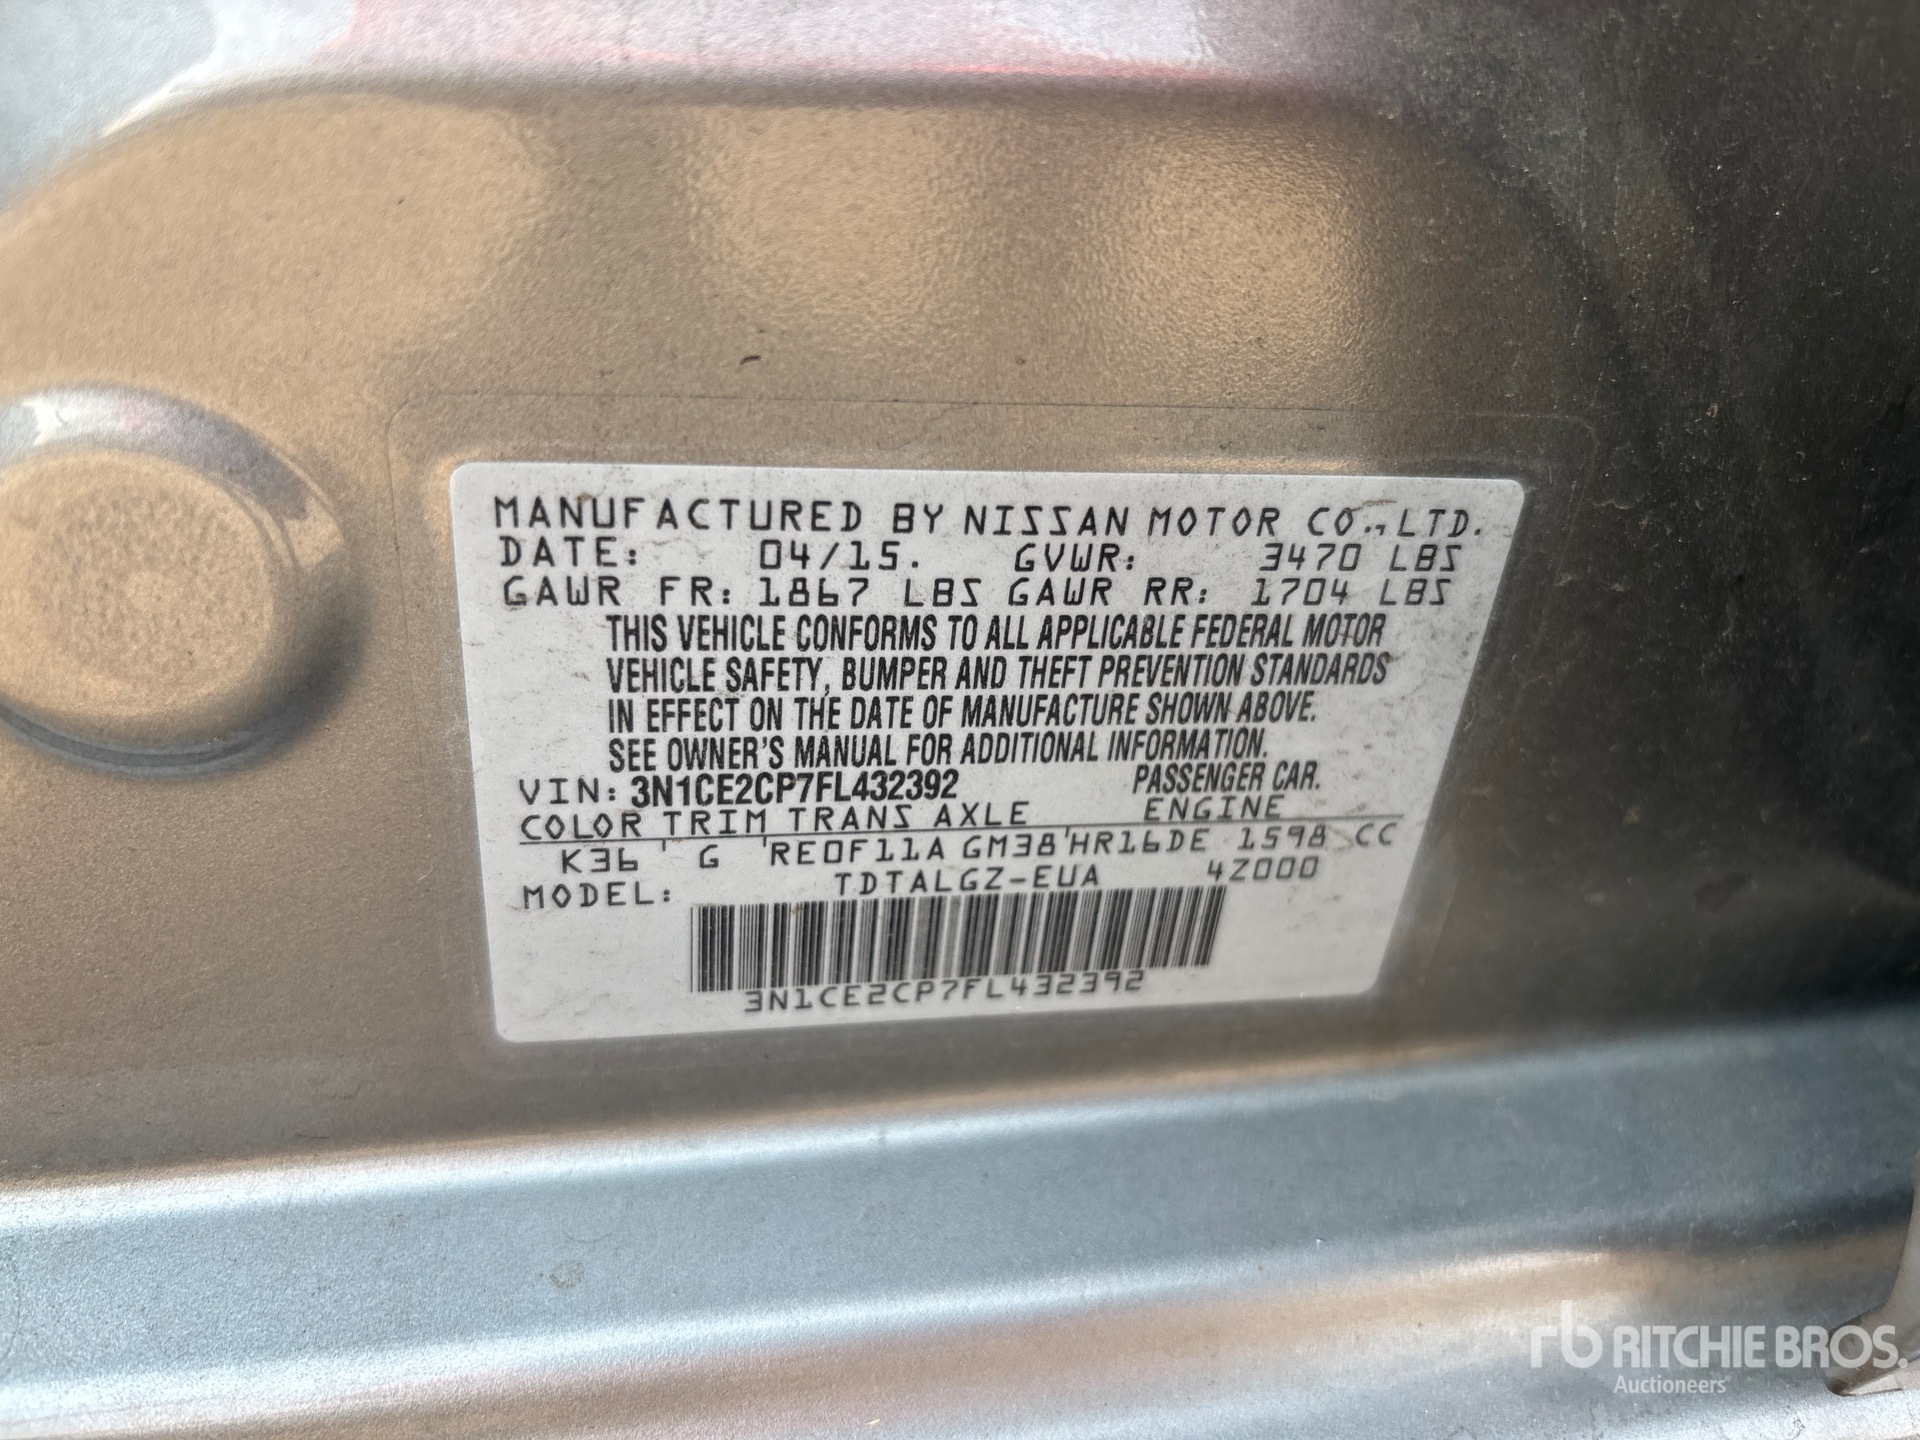 MANUFACTURED BY NISSAN MOTOR CO., LTD.
DATE: 04/15. GVWR: 3470 LBS
GAWR FR: 1867 LBS GAWR RR: 1704 LBS
THIS VEHICLE CONFORMS TO ALL APPLICABLE FEDERAL MOTOR
VEHICLE SAFETY, BUMPER AND THEFT PREVENTION STANDARDS
IN EFFECT ON THE DATE OF MANUFACTURE SHOWN ABOVE.
SEE OWNER'S MANUAL FOR ADDITIONAL INFORMATION.
VIN: 3N1CE2CP7FL432392 PASSENGER CAR.
COLOR TRIM TRANS AXLE ENGINE
K36 ' G 'RE0F11A GM38'HR16DE 1598 CC
MODEL: TDTALGZ-EUA 4Z000
3N1CE2CP7FL432392
rb RITCHIE BROS.
Auctioneers